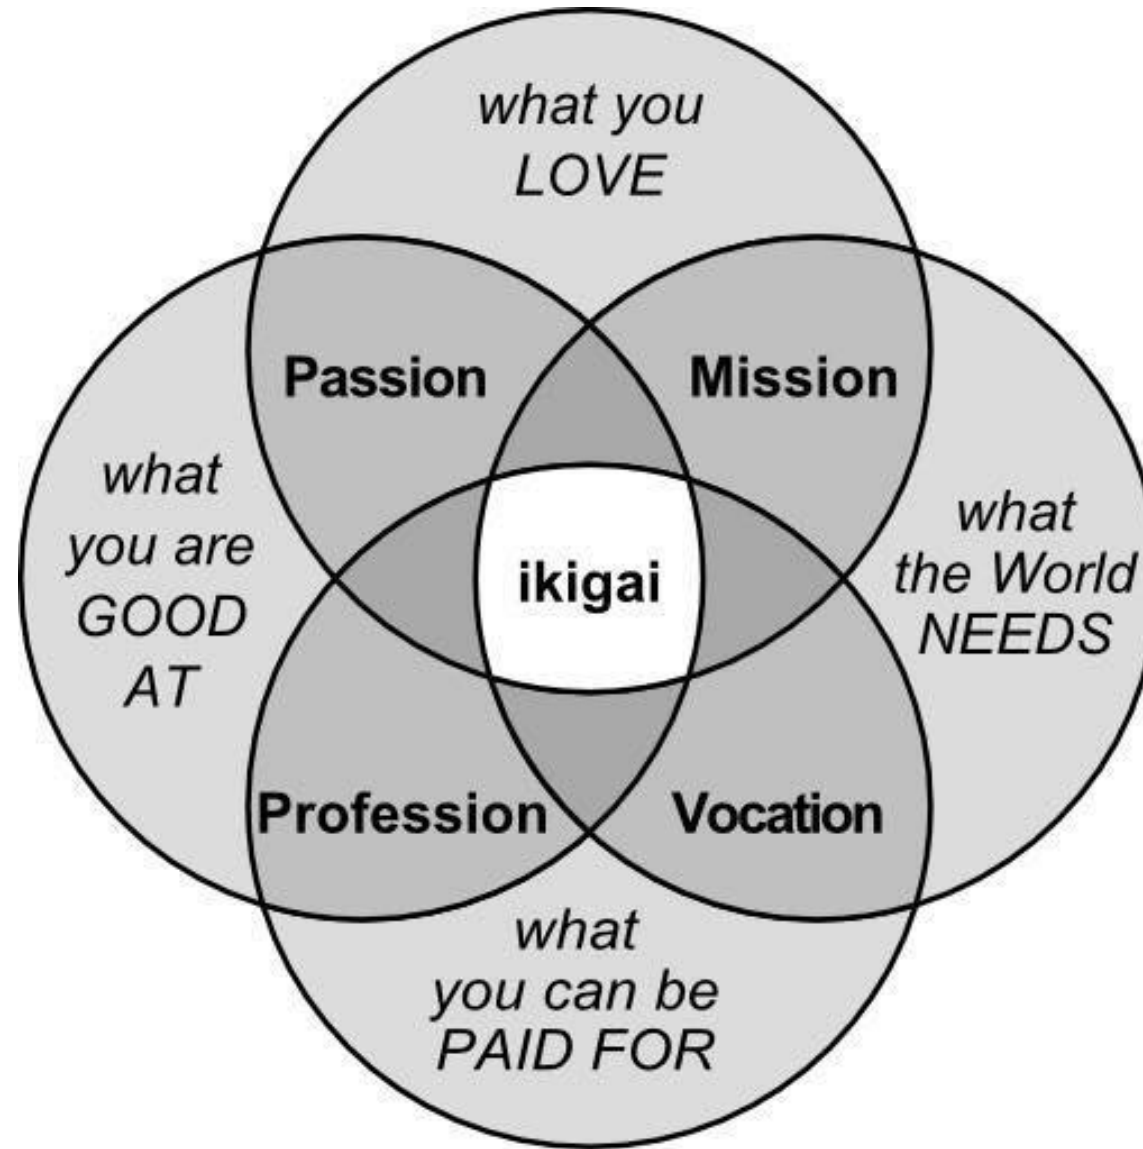 what you
LOVE
Passion
Mission
what
you are
GOOD
AT
what
the World
NEEDS
ikigai
Profession
Vocation
what
you can be
PAID FOR